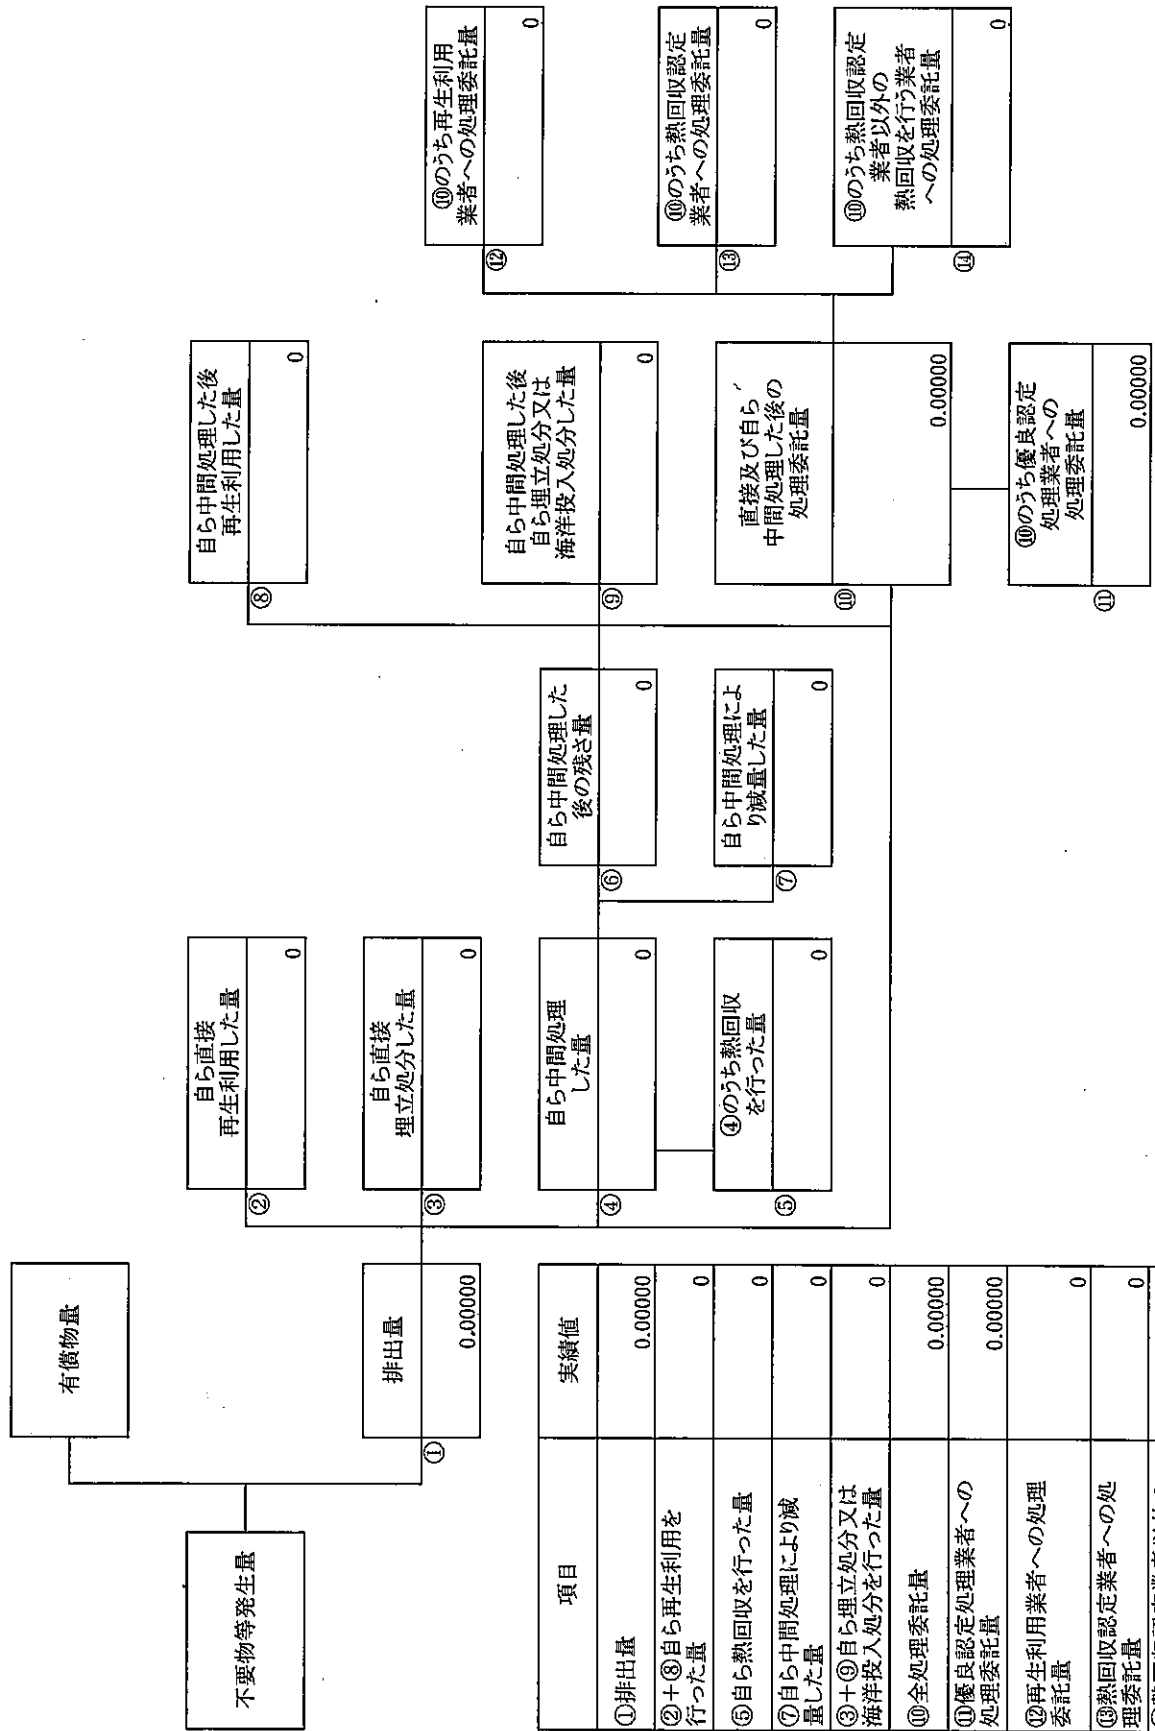 不要物等発生量
有償物量
①
排出量
0.00000
②
自ら直接
再生利用した量
0
③
自ら直接
埋立処分した量
0
④
自ら中間処理
した量
0
⑤
④のうち熱回収
を行った量
0
⑥
自ら中間処理した
後の残さ量
0
⑦
自ら中間処理によ
り減量した量
0
⑧
自ら中間処理した後
再生利用した量
0
⑨
自ら中間処理した後
自ら埋立処分又は
海洋投入処分した量
0
⑩
直接及び自ら
中間処理した後の
処理委託量
0.00000
⑪
⑩のうち優良認定
処理業者への
処理委託量
0.00000
⑫
⑩のうち再生利用
業者への処理委託量
0
⑬
⑩のうち熱回収認定
業者への処理委託量
0
⑭
⑩のうち熱回収認定
業者以外の
熱回収を行う業者
への処理委託量
0
項目 実績値
①排出量 0.00000
②+⑧自ら再生利用を
行った量 0
⑤自ら熱回収を行った量 0
⑦自ら中間処理により減
量した量 0
③+⑨自ら埋立処分又は
海洋投入処分を行った量 0
⑩全処理委託量 0.00000
⑪優良認定処理業者への
処理委託量 0.00000
⑫再生利用業者への処理
委託量 0
⑬熱回収認定業者への処
理委託量 0